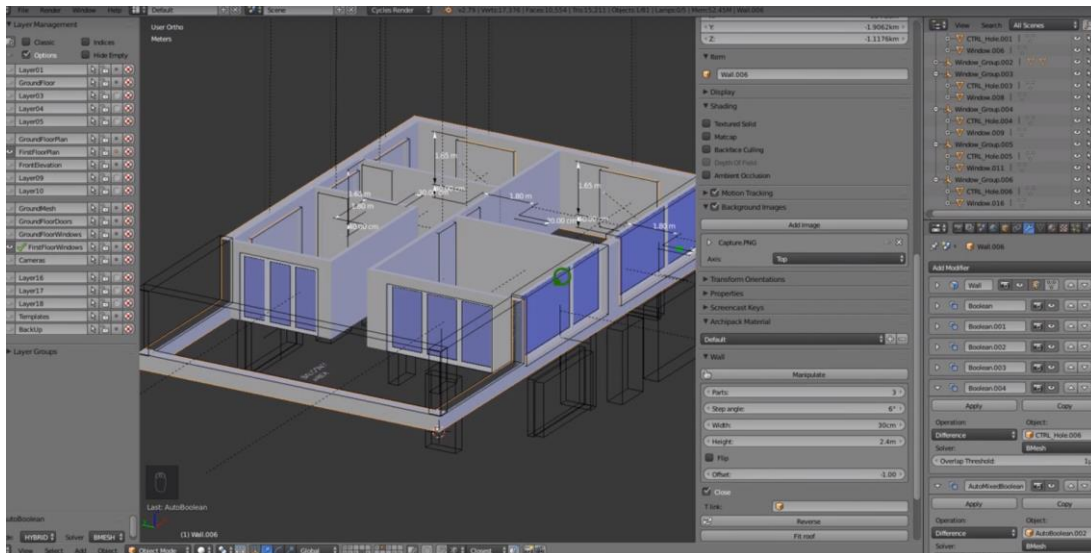 File Render Window Help Default Scene Cycles Render
Layer Management
Classic Indices
Options Hide Empty
Layer01
GroundFloor
Layer03
Layer04
Layer05
GroundFloorPlan
FirstFloorPlan
FrontElevation
Layer09
Layer10
GroundMesh
GroundFloorDoors
GroundFloorWindows
FirstFloorWindows
Cameras
Layer16
Layer17
Layer18
Templates
BackUp
Layer Groups
AutoBoolean
HYBRID Solver BMESH
User Ortho
Meters
1.65 m
1.65 m
1.80 m
1.80 m
20.00 cm
1.80 m
Last: AutoBoolean
(1) Wall.006
View Select Add Object Object Mode Global Closest
Y: -1.9062km
Z: -1.1176km
Item
Wall.006
Display
Shading
Textured Solid
Matcap
Backface Culling
Depth Of Field
Ambient Occlusion
Motion Tracking
Background Images
Add Image
Capture.PNG
Axis Top
Transform Orientations
Properties
Screencast Keys
Archipack Material
Default
Wall
Manipulate
Parts: 3
Step angle: 6°
Width: 30cm
Height: 2.4m
Flip
Offset: -1.00
Close
T link:
Reverse
Fit roof
View Search All Scenes
CTRL_Hole.001
Window.006
Window_Group.002
Window_Group.003
CTRL_Hole.003
Window.008
Window_Group.004
CTRL_Hole.004
Window.009
Window_Group.005
CTRL_Hole.005
Window.011
Window_Group.006
CTRL_Hole.006
Window.016
Wall.006
Add Modifier
Wall
Boolean
Boolean.001
Boolean.002
Boolean.003
Boolean.004
Apply Copy
Operation: Object:
Difference CTRL_Hole.006
Solver: BMesh
Overlap Threshold:
AutoMixedBoolean
Apply Copy
Operation: Object:
Difference AutoBoolean.002
Solver: BMesh